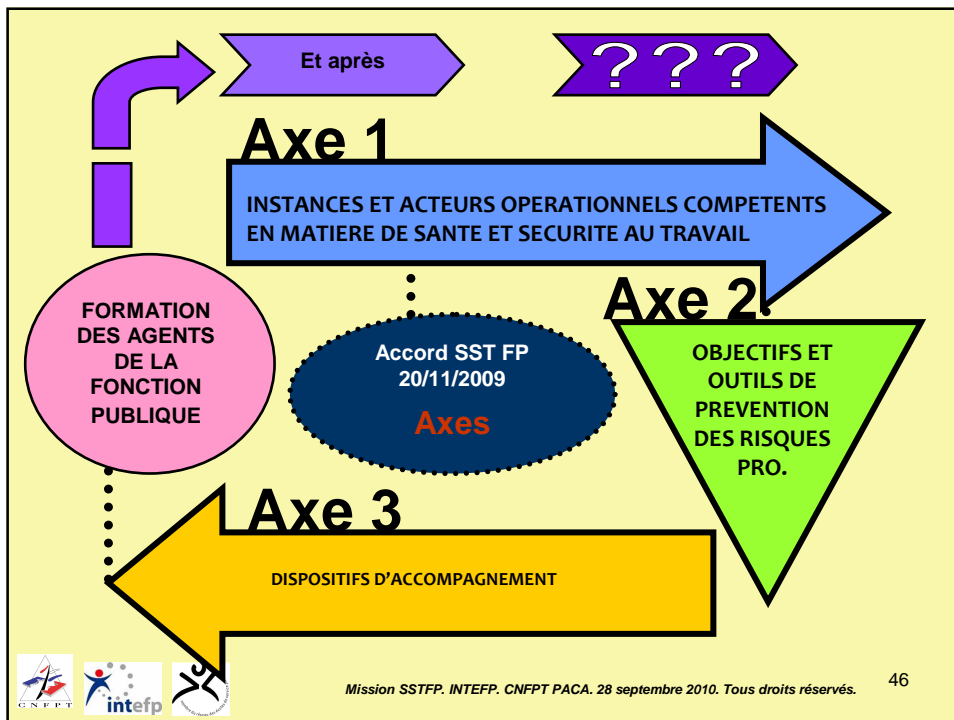 Et après
???
Axe 1
INSTANCES ET ACTEURS OPERATIONNELS COMPETENTS
EN MATIERE DE SANTE ET SECURITE AU TRAVAIL
Axe 2
FORMATION
DES AGENTS
DE LA
FONCTION
PUBLIQUE
Accord SST FP
20/11/2009
Axes
OBJECTIFS ET
OUTILS DE
PREVENTION
DES RISQUES
PRO.
Axe 3
DISPOSITIFS D’ACCOMPAGNEMENT
CNFPT
intefp
Mission SSTFP. INTEFP. CNFPT PACA. 28 septembre 2010. Tous droits réservés.
46